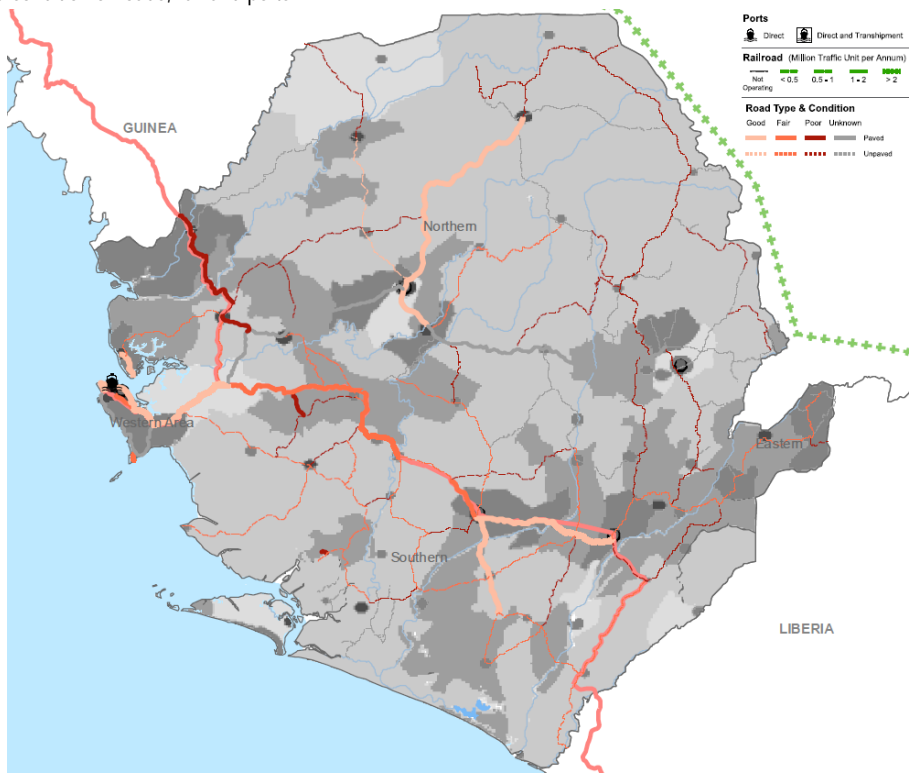 Ports
Direct
Direct and Transhipment
Railroad (Million Traffic Unit per Annum)
Not Operating
< 0.5
0.5 - 1
1 - 2
> 2
Road Type & Condition
Good Fair Poor Unknown
Paved
Unpaved
GUINEA
Northern
Western Area
Eastern
Southern
LIBERIA